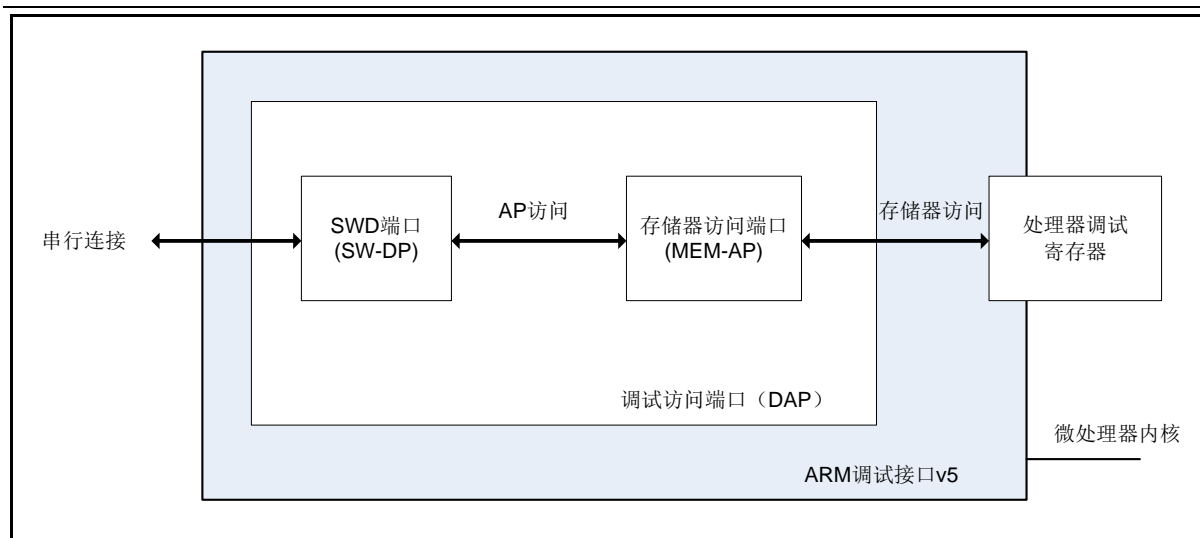 串行连接
SWD端口
(SW-DP)
AP访问
存储器访问端口
(MEM-AP)
存储器访问
处理器调试
寄存器
调试访问端口（DAP）
微处理器内核
ARM调试接口v5